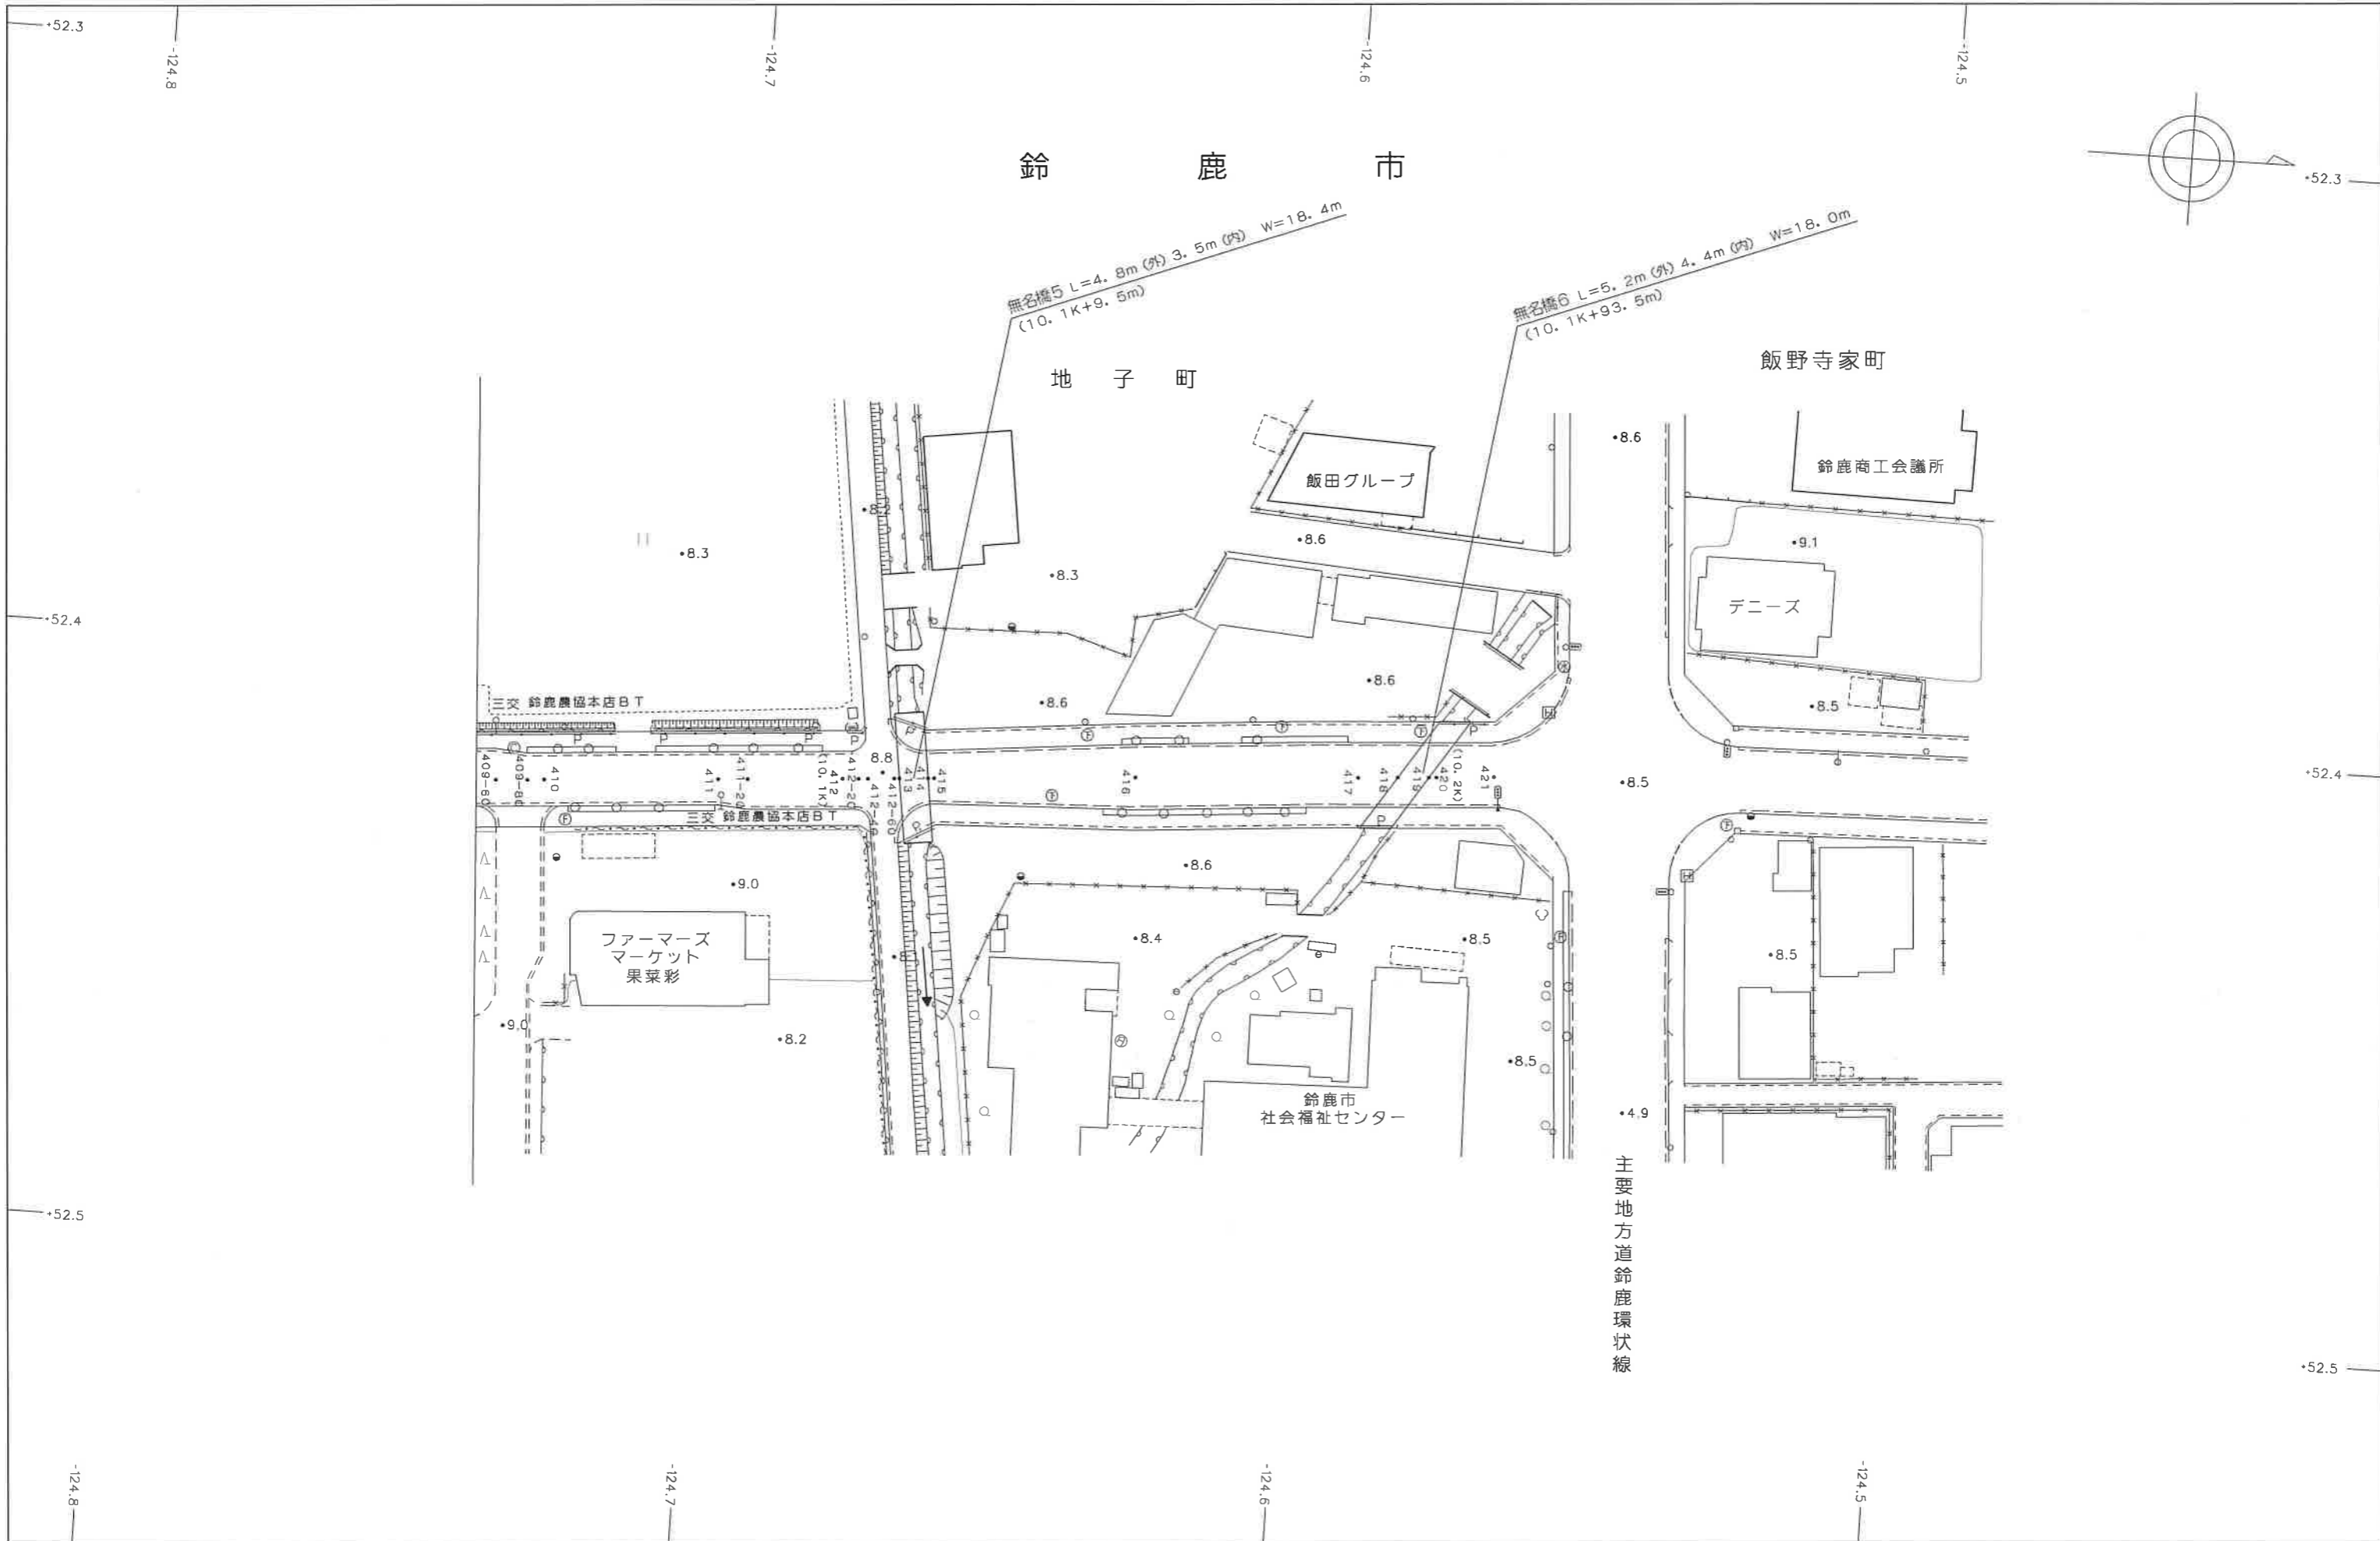 +52.3
-124.8
-124.7
-124.6
-124.5
+52.3
鈴鹿市
無名橋5 L=4.8m(外)3.5m(内) W=18.4m
(10.1K+9.5m)
無名橋6 L=5.2m(外)4.4m(内) W=18.0m
(10.1K+93.5m)
地子町
飯野寺家町
8.6
鈴鹿商工会議所
飯田グループ
8.2
8.3
8.6
9.1
8.3
デニーズ
+52.4
8.6
8.6
8.5
三交 鈴鹿農協本店BT
P
P
P
P
P
P
8.8
409-60
409-80
410
411
411-20
(10.1K)
412
412-20
412-40
412-60
413
414
415
416
417
418
419
420
(10.2K)
421
8.5
+52.4
三交 鈴鹿農協本店BT
P
P
8.6
9.0
ファーマーズ
マーケット
果菜彩
8.4
8.5
8.5
9.0
8.2
8.5
鈴鹿市
社会福祉センター
4.9
主要地方道鈴鹿環状線
+52.5
+52.5
-124.8
-124.7
-124.6
-124.5